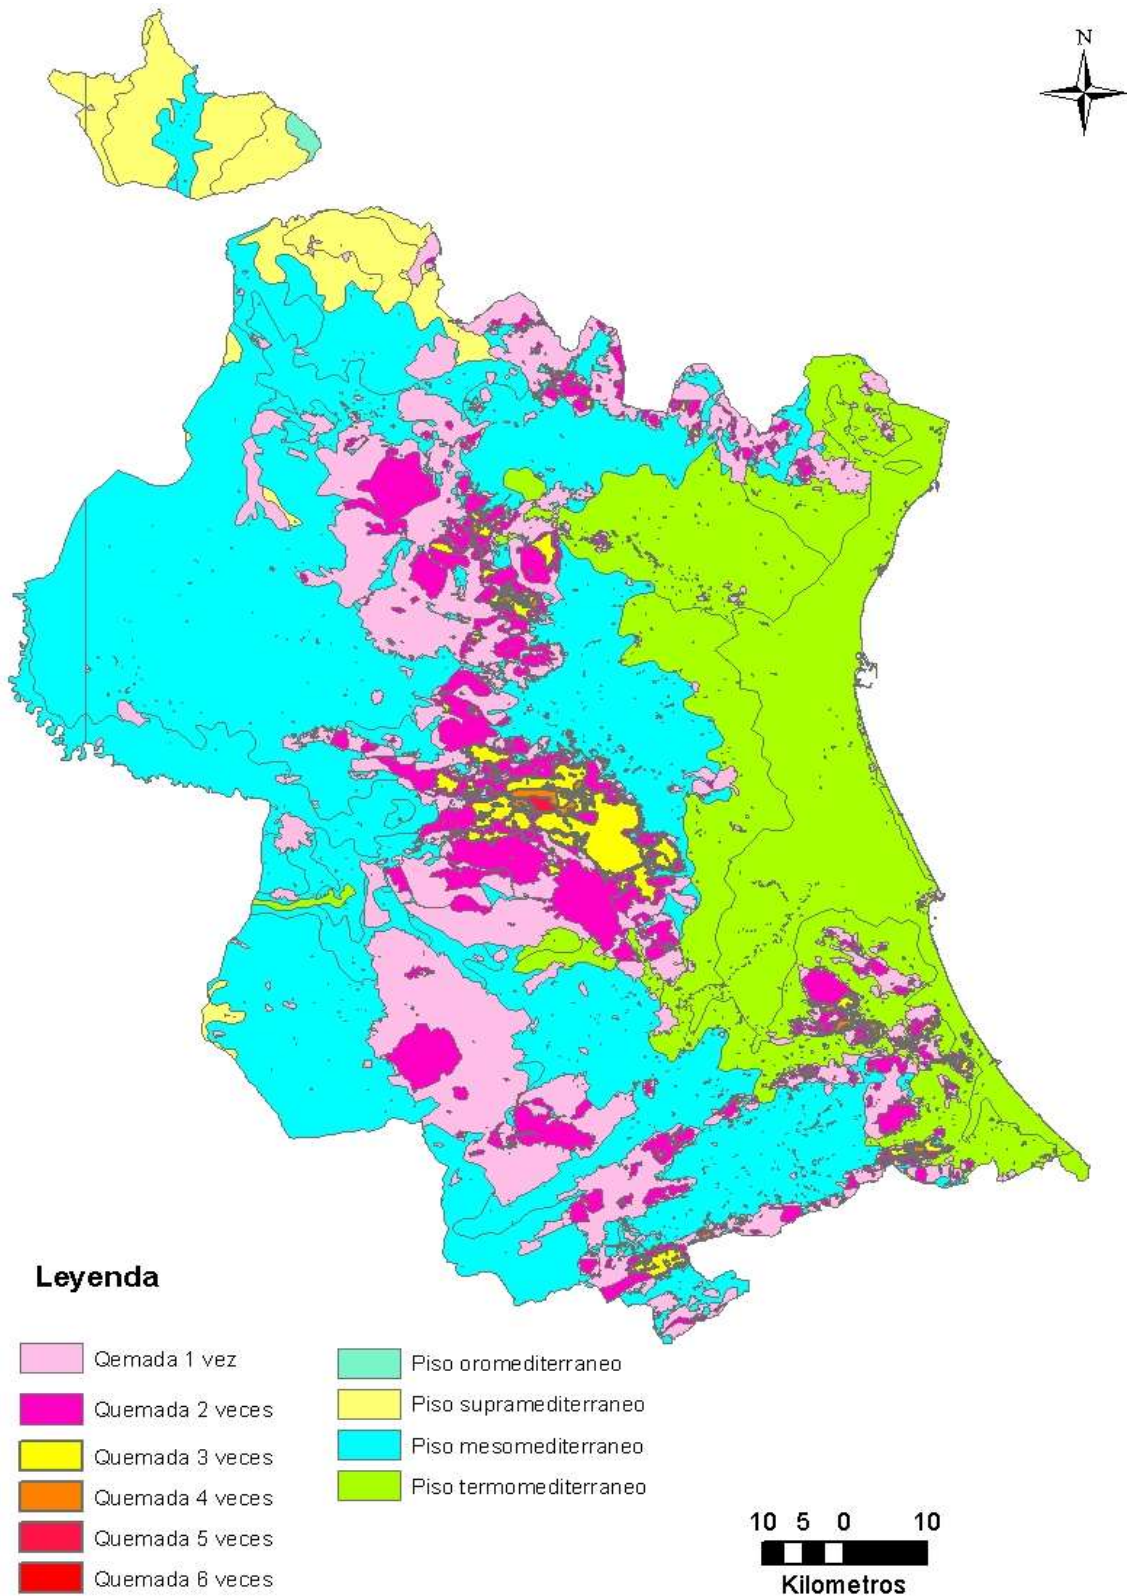 N
Leyenda
Qemada 1 vez
Quemada 2 veces
Quemada 3 veces
Quemada 4 veces
Quemada 5 veces
Quemada 6 veces
Piso oromediterraneo
Piso supramediterraneo
Piso mesomediterraneo
Piso termomediterraneo
10 5 0 10
Kilometros